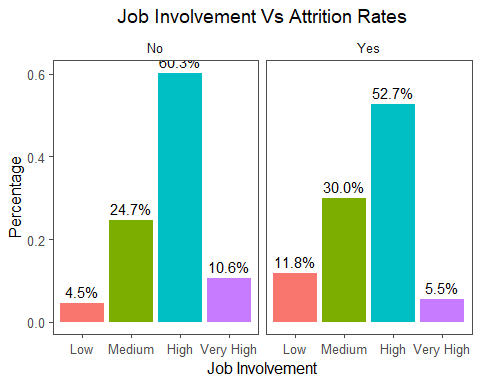 Job Involvement Vs Attrition Rates
No
Yes
Percentage
0.6
0.4
0.2
0.0
4.5%
24.7%
60.3%
10.6%
11.8%
30.0%
52.7%
5.5%
Low Medium High Very High
Low Medium High Very High
Job Involvement